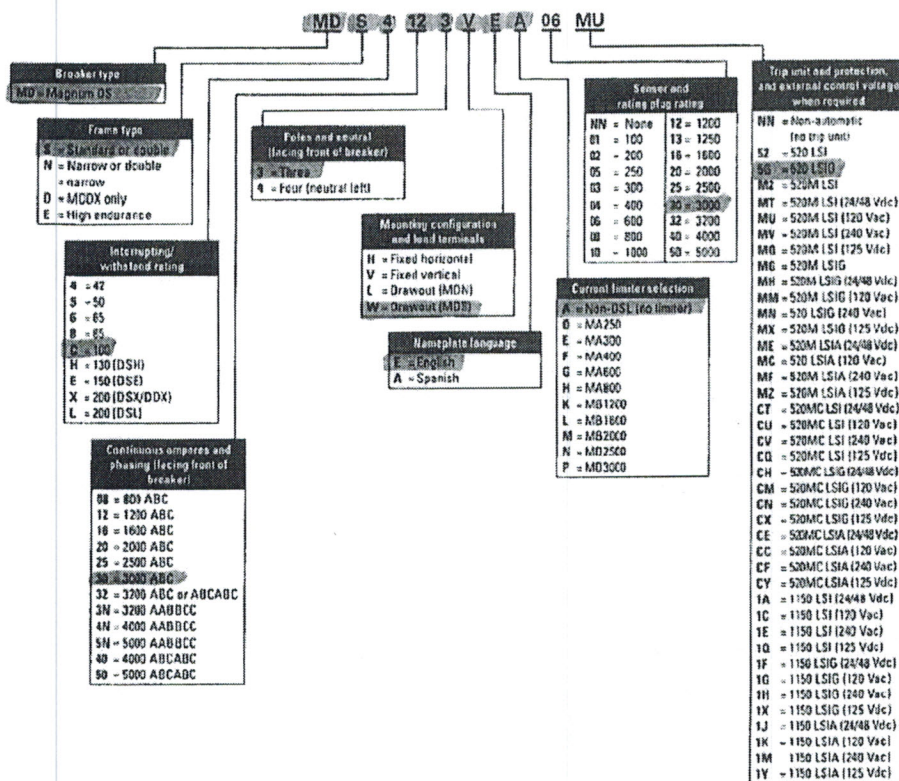 MD S 4 12 3 V E A 06 MU
Breaker type
MD = Magnum DS
Frame type
S = Standard or double
N = Narrow or double
= narrow
D = MCDX only
E = High endurance
Interrupting/
withstand rating
4 = 42
5 = 50
6 = 65
8 = 85
C = 100
H = 130 (DSH)
E = 150 (DSE)
X = 200 (DSX/DDX)
L = 200 (DSL)
Continuous amperes and
phasing (facing front of
breaker)
08 = 800 ABC
12 = 1200 ABC
16 = 1600 ABC
20 = 2000 ABC
25 = 2500 ABC
30 = 3000 ABC
32 = 3200 ABC or ABCABC
3N = 3200 AABBCC
4N = 4000 AABBCC
5N = 5000 AABBCC
40 = 4000 ABCABC
50 = 5000 ABCABC
Poles and neutral
(facing front of breaker)
3 = Three
4 = Four (neutral left)
Mounting configuration
and load terminals
H = Fixed horizontal
V = Fixed vertical
L = Drawout (MDN)
W = Drawout (MDS)
Nameplate language
E = English
A = Spanish
Current limiter selection
A = Non-DSL (no limiter)
D = MA250
E = MA300
F = MA400
G = MA600
H = MA800
K = MB1200
L = MB1600
M = MB2000
N = MD2500
P = MD3000
Sensor and
rating plug rating
NN = None
01 = 100
02 = 200
05 = 250
03 = 300
04 = 400
06 = 600
08 = 800
10 = 1000
12 = 1200
13 = 1250
16 = 1600
20 = 2000
25 = 2500
30 = 3000
32 = 3200
40 = 4000
50 = 5000
Trip unit and protection,
and external control voltage
when required
NN = Non-automatic
(no trip unit)
52 = 520 LSI
5G = 520 LSIG
M2 = 520M LSI
MT = 520M LSI (24/48 Vdc)
MU = 520M LSI (120 Vac)
MV = 520M LSI (240 Vac)
MQ = 520M LSI (125 Vdc)
MG = 520M LSIG
MH = 520M LSIG (24/48 Vdc)
MM = 520M LSIG (120 Vac)
MN = 520 LSIG (240 Vac)
MX = 520M LSIG (125 Vdc)
ME = 520M LSIA (24/48 Vdc)
MC = 520 LSIA (120 Vac)
MF = 520M LSIA (240 Vac)
MZ = 520M LSIA (125 Vdc)
CT = 520MC LSI (24/48 Vdc)
CU = 520MC LSI (120 Vac)
CV = 520MC LSI (240 Vac)
CQ = 520MC LSI (125 Vdc)
CH = 520MC LSIG (24/48 Vdc)
CM = 520MC LSIG (120 Vac)
CN = 520MC LSIG (240 Vac)
CX = 520MC LSIG (125 Vdc)
CE = 520MC LSIA (24/48 Vdc)
CC = 520MC LSIA (120 Vac)
CF = 520MC LSIA (240 Vac)
CY = 520MC LSIA (125 Vdc)
1A = 1150 LSI (24/48 Vdc)
1C = 1150 LSI (120 Vac)
1E = 1150 LSI (240 Vac)
1Q = 1150 LSI (125 Vdc)
1F = 1150 LSIG (24/48 Vdc)
1G = 1150 LSIG (120 Vac)
1H = 1150 LSIG (240 Vac)
1X = 1150 LSIG (125 Vdc)
1J = 1150 LSIA (24/48 Vdc)
1K = 1150 LSIA (120 Vac)
1M 1150 LSIA (240 Vac)
1Y = 1150 LSIA (125 Vdc)